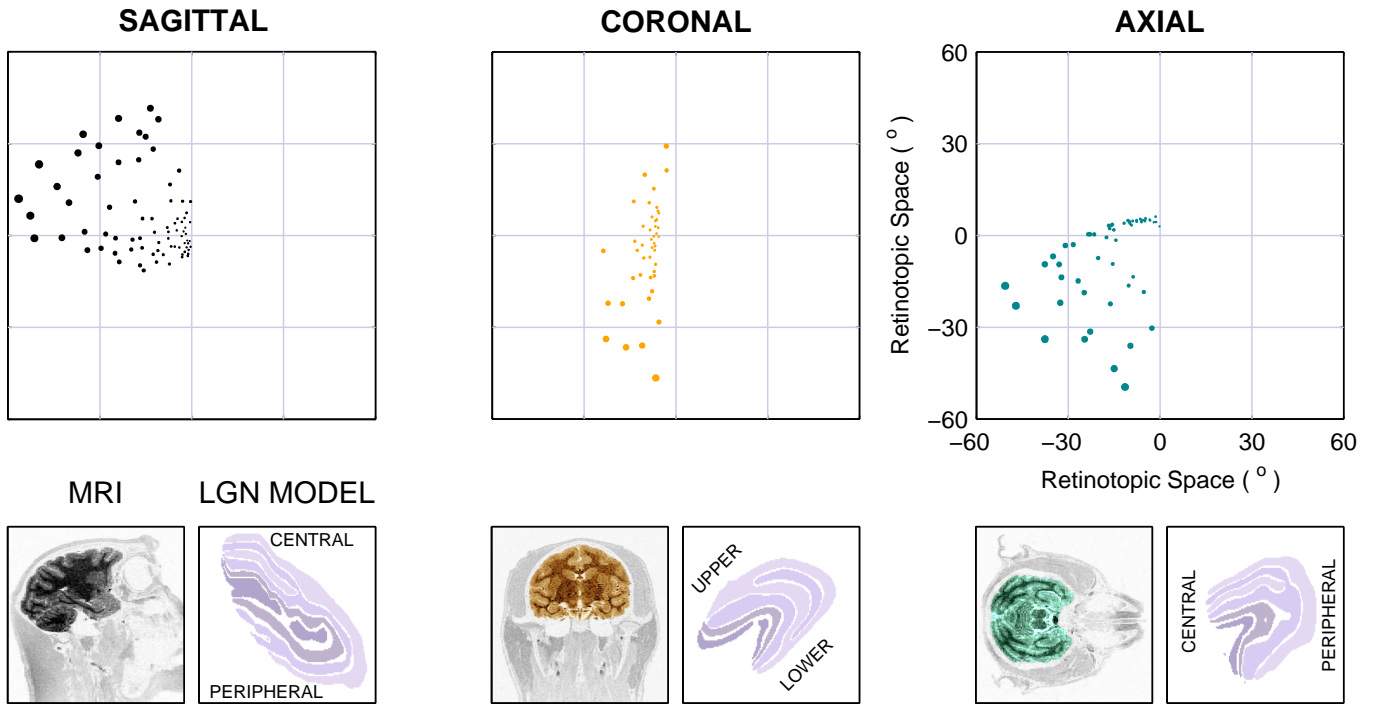 SAGITTAL
CORONAL
AXIAL
60
30
0
−30
−60
−60
−30
0
30
60
Retinotopic Space ( o )
Retinotopic Space ( o )
MRI
LGN MODEL
CENTRAL
PERIPHERAL
UPPER
LOWER
CENTRAL
PERIPHERAL